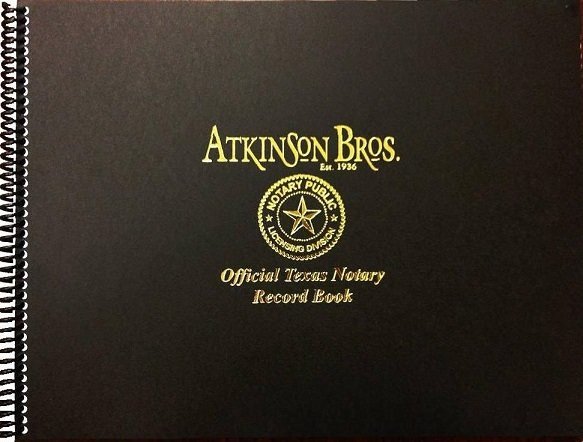 ATKINSON BROS.
Est. 1936
NOTARY PUBLIC
LICENSING DIVISION
Official Texas Notary
Record Book